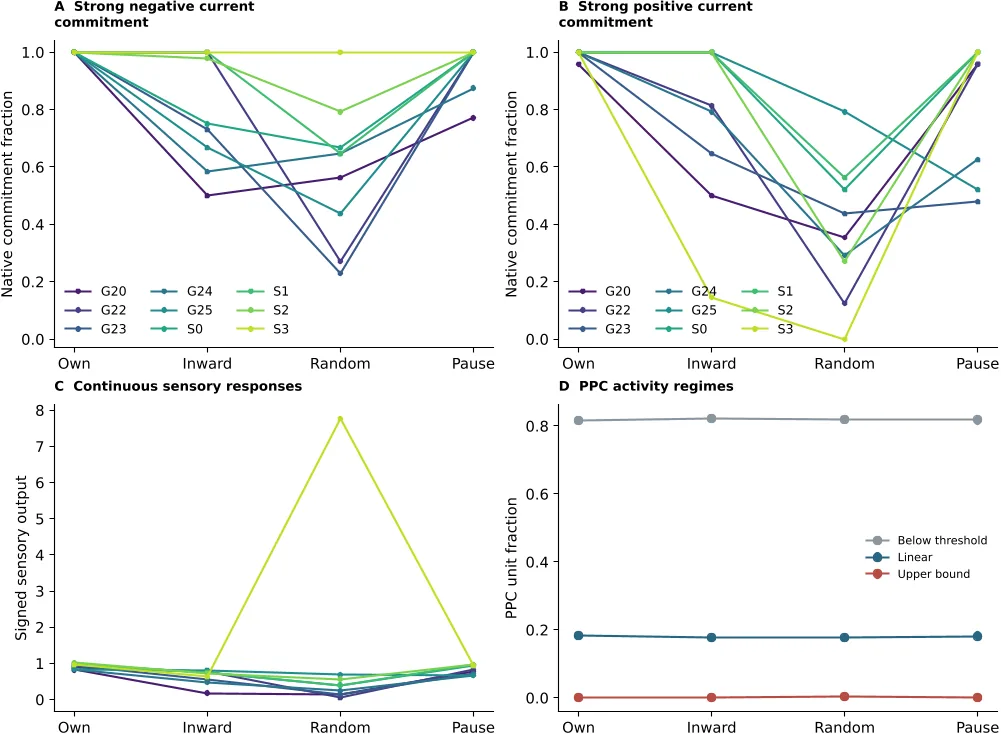 A Strong negative current
commitment
Native commitment fraction
1.0
0.8
0.6
0.4
0.2
0.0
G20 G24 S1
G22 G25 S2
G23 S0 S3
Own Inward Random Pause
B Strong positive current
commitment
Native commitment fraction
1.0
0.8
0.6
0.4
0.2
0.0
G20 G24 S1
G22 G25 S2
G23 S0 S3
Own Inward Random Pause
C Continuous sensory responses
Signed sensory output
8
7
6
5
4
3
2
1
0
Own Inward Random Pause
D PPC activity regimes
PPC unit fraction
0.8
0.6
0.4
0.2
0.0
Below threshold
Linear
Upper bound
Own Inward Random Pause